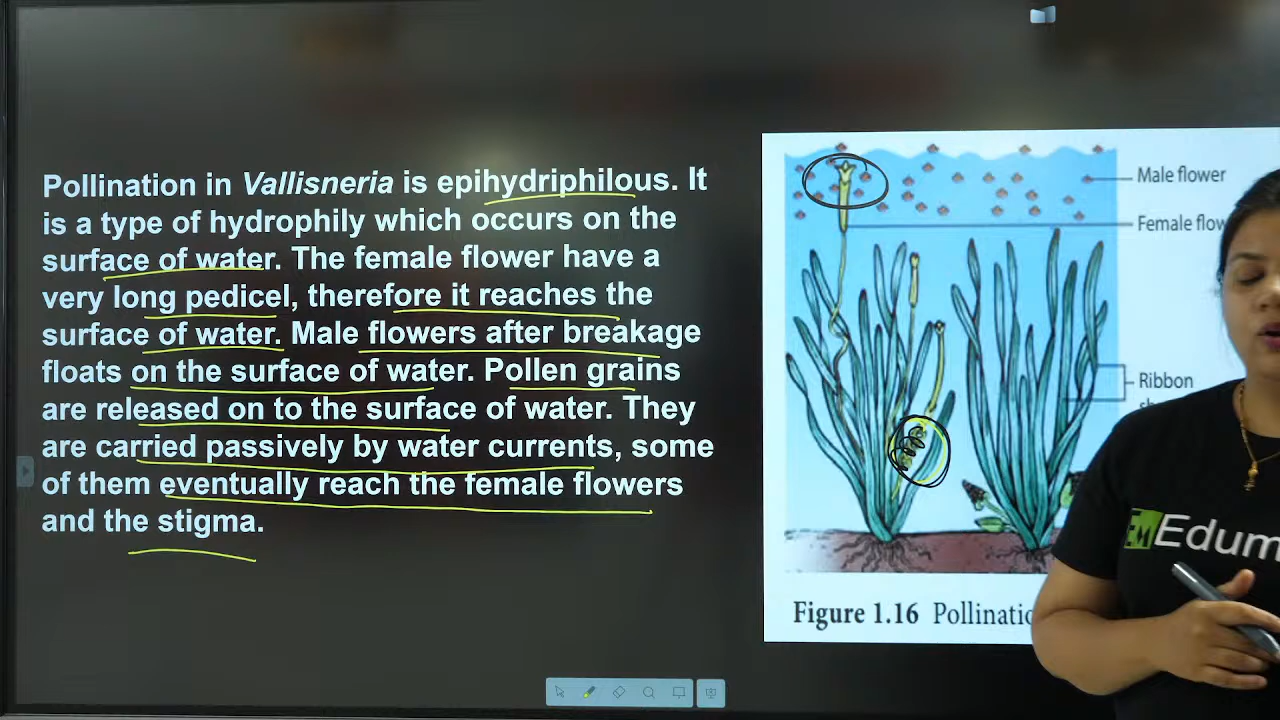 Pollination in Vallisneria is epihydriphilous. It
is a type of hydrophily which occurs on the
surface of water. The female flower have a
very long pedicel, therefore it reaches the
surface of water. Male flowers after breakage
floats on the surface of water. Pollen grains
are released on to the surface of water. They
are carried passively by water currents, some
of them eventually reach the female flowers
and the stigma.
Male flower
Female
Ribbon
Figure 1.16
EM